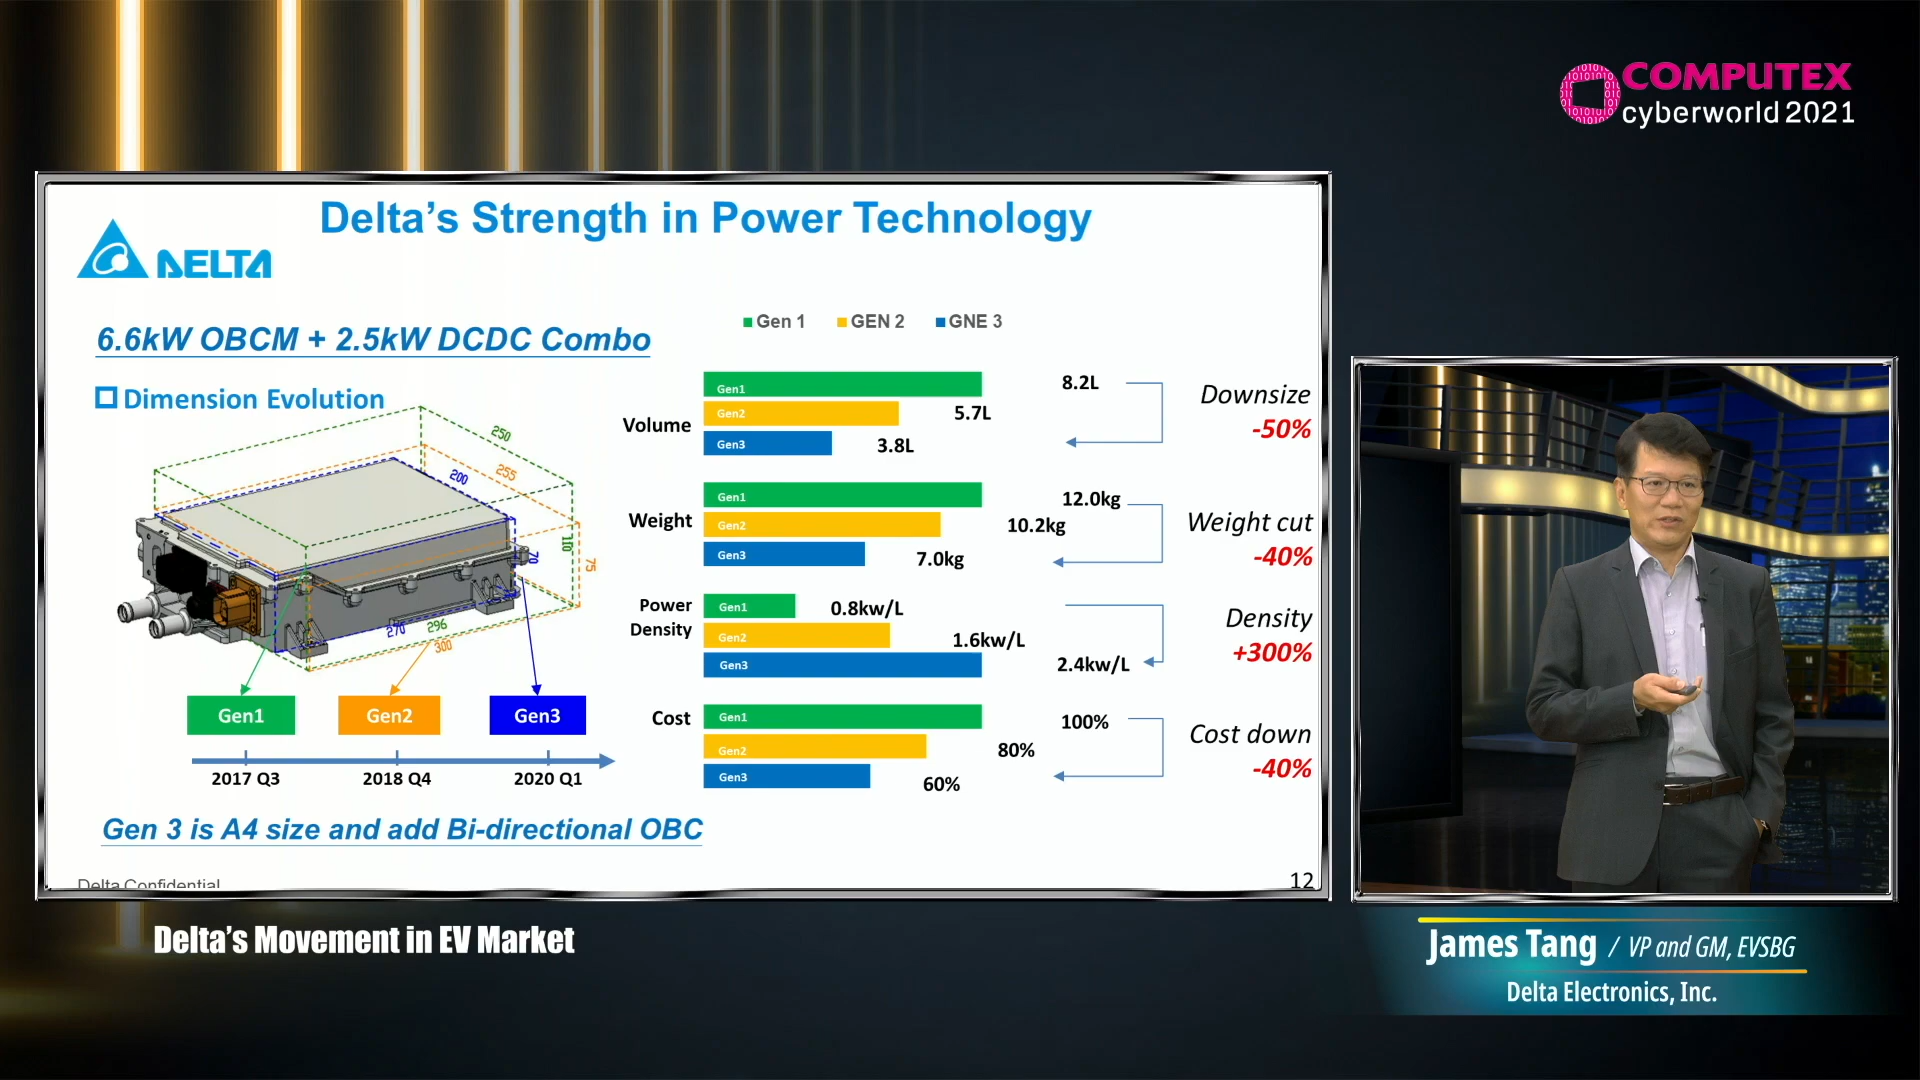 COMPUTEX
cyberworld 2021
Delta's Strength in Power Technology
DELTA
6.6kW OBCM + 2.5kW DCDC Combo
Dimension Evolution
250
255
200
110
70
75
270
296
300
Gen1
Gen2
Gen3
2017 Q3
2018 Q4
2020 Q1
Gen 3 is A4 size and add Bi-directional OBC
Gen 1
GEN 2
GNE 3
Volume
Gen1
8.2L
Gen2
5.7L
Gen3
3.8L
Downsize
-50%
Weight
Gen1
12.0kg
Gen2
10.2kg
Gen3
7.0kg
Weight cut
-40%
Power
Density
Gen1
0.8kw/L
Gen2
1.6kw/L
Gen3
2.4kw/L
Density
+300%
Cost
Gen1
100%
Gen2
80%
Gen3
60%
Cost down
-40%
Delta Confidential
12
Delta's Movement in EV Market
James Tang / VP and GM, EVSBG
Delta Electronics, Inc.